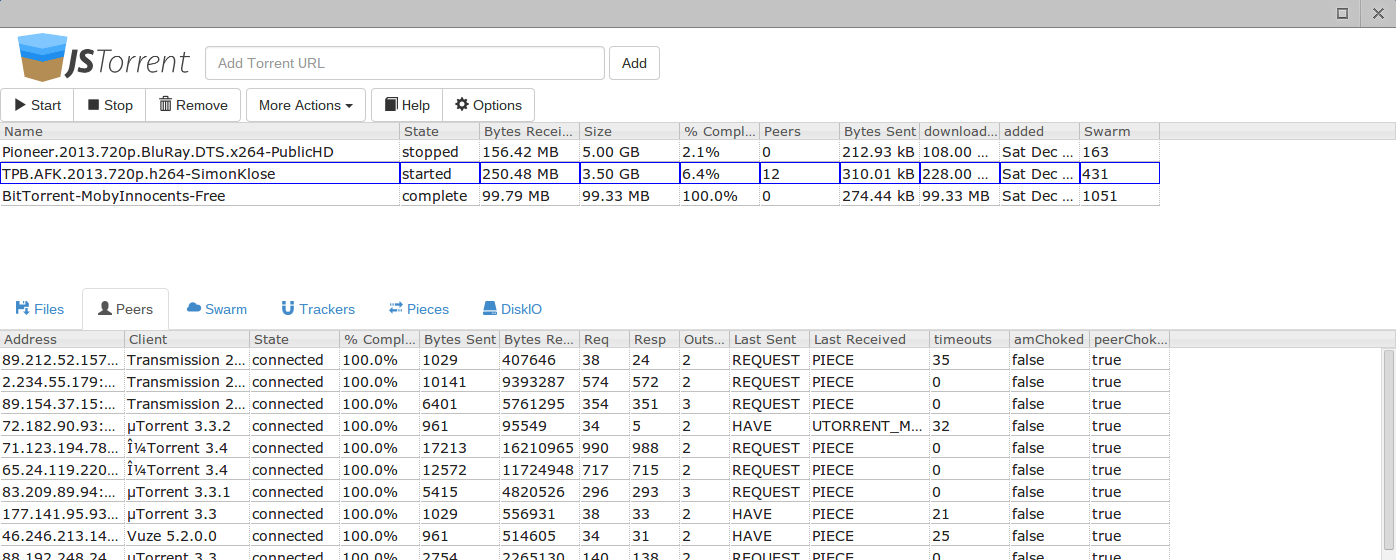 JSTorrent Add Torrent URL Add
Start Stop Remove More Actions Help Options
Name State Bytes Recei... Size % Compl... Peers Bytes Sent download... added Swarm
Pioneer.2013.720p.BluRay.DTS.x264-PublicHD stopped 156.42 MB 5.00 GB 2.1% 0 212.93 kB 108.00 ... Sat Dec ... 163
TPB.AFK.2013.720p.h264-SimonKlose started 250.48 MB 3.50 GB 6.4% 12 310.01 kB 228.00 ... Sat Dec ... 431
BitTorrent-MobyInnocents-Free complete 99.79 MB 99.33 MB 100.0% 0 274.44 kB 99.33 MB Sat Dec ... 1051
Files Peers Swarm Trackers Pieces DiskIO
Address Client State % Compl... Bytes Sent Bytes Re... Req Resp Outs... Last Sent Last Received timeouts amChoked peerChok...
89.212.52.157... Transmission 2... connected 100.0% 1029 407646 38 24 2 REQUEST PIECE 35 false true
2.234.55.179:... Transmission 2... connected 100.0% 10141 9393287 574 572 2 REQUEST PIECE 0 false true
89.154.37.15:... Transmission 2... connected 100.0% 6401 5761295 354 351 3 REQUEST PIECE 0 false true
72.182.90.93:... µTorrent 3.3.2 connected 100.0% 961 95549 34 5 2 HAVE UTORRENT_M... 32 false true
71.123.194.78... Î¼Torrent 3.4 connected 100.0% 17213 16210965 990 988 2 REQUEST PIECE 0 false true
65.24.119.220... Î¼Torrent 3.4 connected 100.0% 12572 11724948 717 715 2 REQUEST PIECE 0 false true
83.209.89.94:... µTorrent 3.3.1 connected 100.0% 5415 4820526 296 293 3 REQUEST PIECE 0 false true
177.141.95.93... µTorrent 3.3 connected 100.0% 1029 556931 38 33 2 HAVE PIECE 21 false true
46.246.213.14... Vuze 5.2.0.0 connected 100.0% 961 514605 34 31 2 HAVE PIECE 25 false true
88.192.248.24... µTorrent 3.3 connected 100.0% 2754 2265130 140 138 2 REQUEST PIECE 0 false true